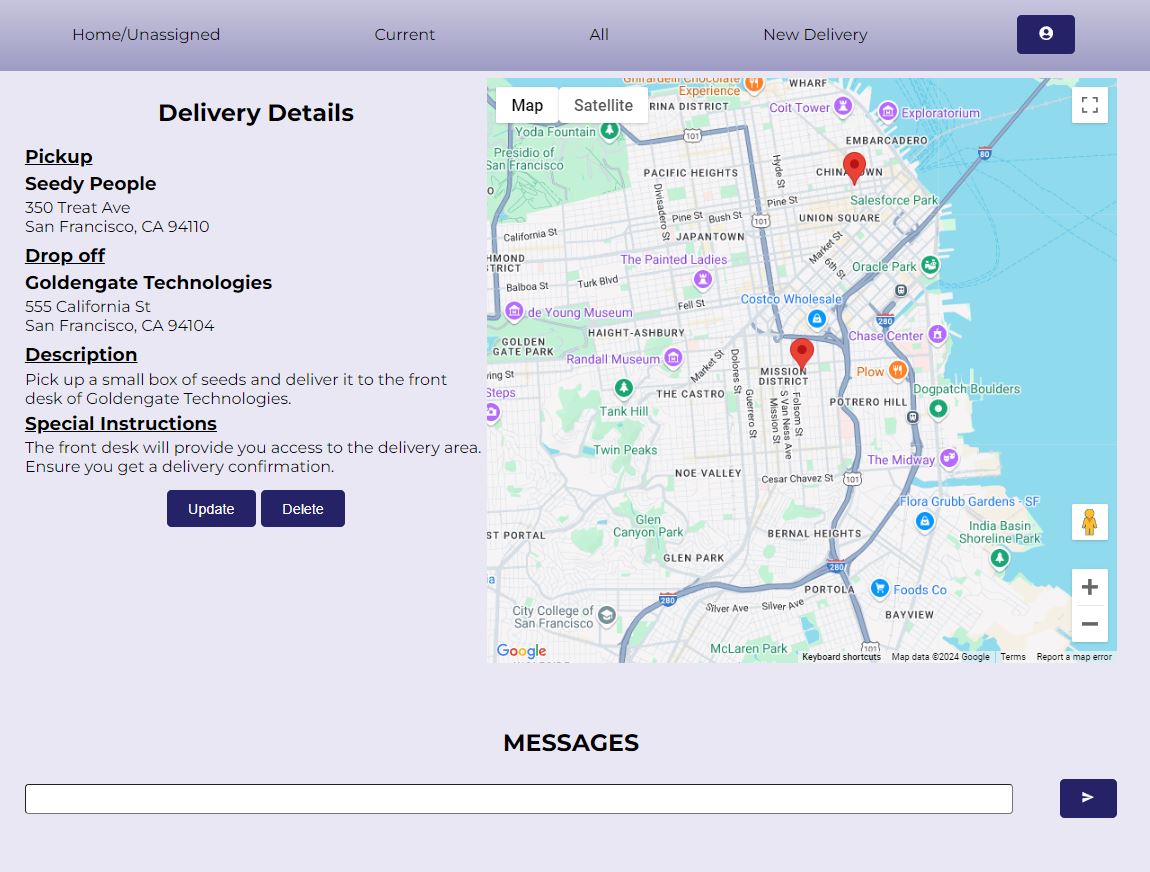 Home/Unassigned
Current
All
New Delivery
Delivery Details
Pickup
Seedy People
350 Treat Ave
San Francisco, CA 94110
Drop off
Goldengate Technologies
555 California St
San Francisco, CA 94104
Description
Pick up a small box of seeds and deliver it to the front
desk of Goldengate Technologies.
Special Instructions
The front desk will provide you access to the delivery area.
Ensure you get a delivery confirmation.
Update
Delete
Map
Satellite
Ghirardelli Chocolate
Experience
WHARF
RINA DISTRICT
Coit Tower
Exploratorium
Yoda Fountain
101
EMBARCADERO
80
Presidio of
San Francisco
PACIFIC HEIGHTS
Hyde St
CHINATOWN
Divisadero St
Pine St
Salesforce Park
Pine St
Bush St
101
UNION SQUARE
California St
JAPANTOWN
Market St
HMOND
STRICT
The Painted Ladies
6th St
Oracle Park
Balboa St
Turk Blvd
Fell St
Costco Wholesale
de Young Museum
280
HAIGHT-ASHBURY
Chase Center
GOLDEN
GATE PARK
Randall Museum
Market St
Dolores St
MISSION
DISTRICT
Plow
ving St
Steps
THE CASTRO
Guerrero St
Mission St
S Van Ness Ave
Folsom St
Dogpatch Boulders
POTRERO HILL
Tank Hill
Twin Peaks
The Midway
NOE VALLEY
Cesar Chavez St
101
Flora Grubb Gardens - SF
Glen
Canyon Park
India Basin
Shoreline Park
ST PORTAL
BERNAL HEIGHTS
GLEN PARK
280
PORTOLA
Foods Co
280
Silver Ave
Silver Ave
City College of
San Francisco
BAYVIEW
McLaren Park
101
Google
Keyboard shortcuts
Map data ©2024 Google
Terms
Report a map error
MESSAGES